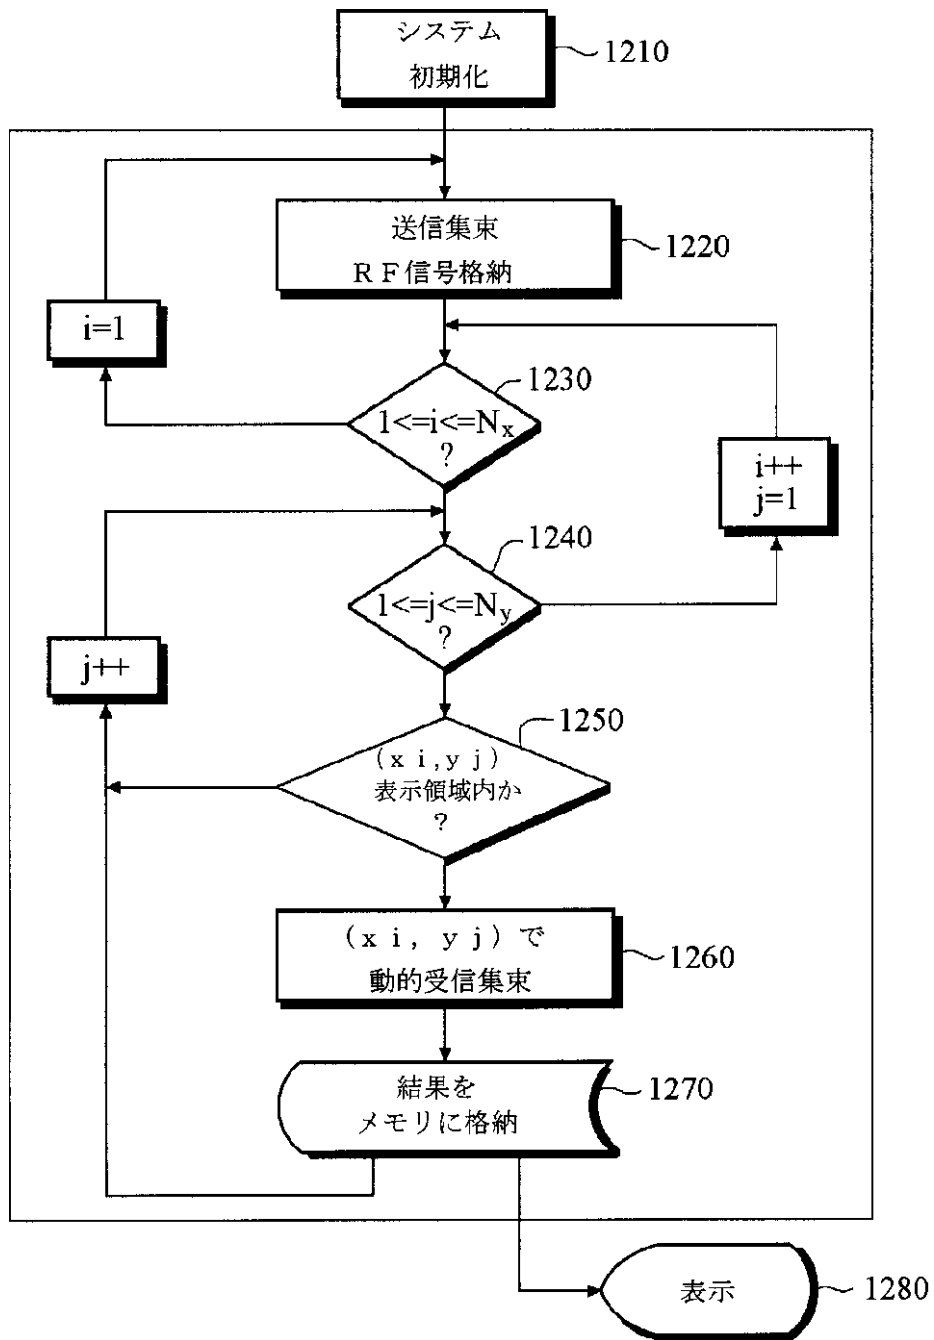 システム
初期化
1210
送信集束
ＲＦ信号格納
1220
i=1
1230
1<=i<=Nx
?
i++
j=1
1240
1<=j<=Ny
?
j++
1250
(xi,yj)
表示領域内か
?
(xi, yj)で
動的受信集束
1260
結果を
メモリに格納
1270
表示
1280